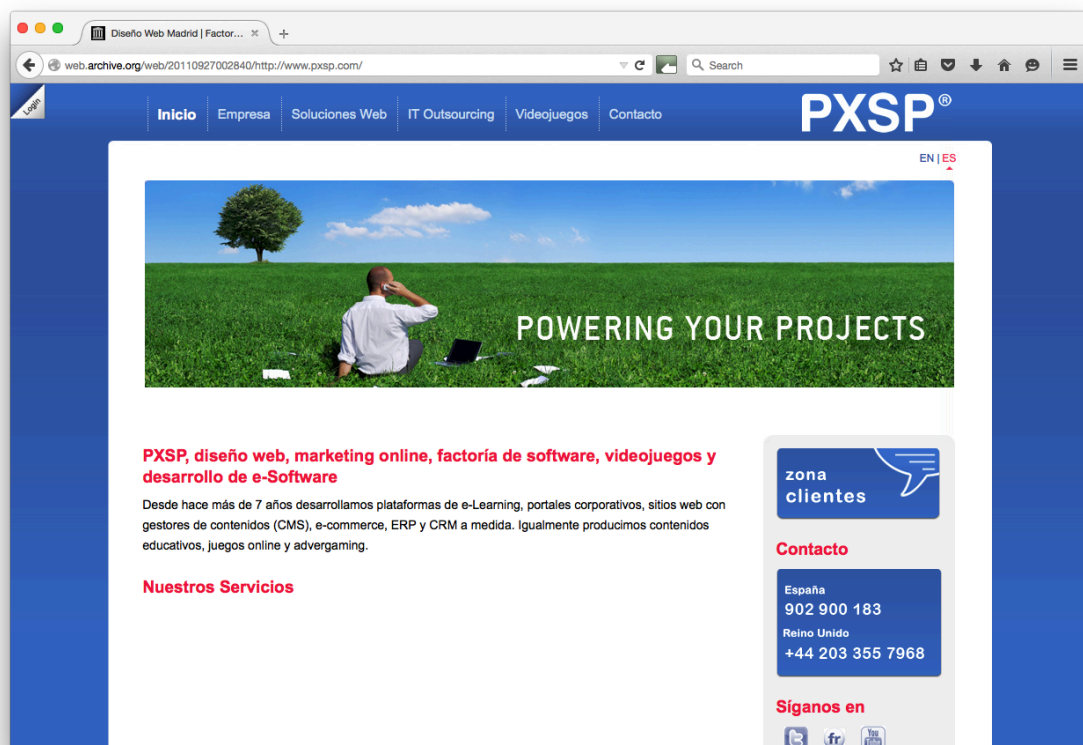 Diseño Web Madrid | Factor...
web.archive.org/web/20110927002840/http://www.pxsp.com/
Search
Login
Inicio
Empresa
Soluciones Web
IT Outsourcing
Videojuegos
Contacto
PXSP®
EN | ES
POWERING YOUR PROJECTS
PXSP, diseño web, marketing online, factoría de software, videojuegos y
desarrollo de e-Software
Desde hace más de 7 años desarrollamos plataformas de e-Learning, portales corporativos, sitios web con
gestores de contenidos (CMS), e-commerce, ERP y CRM a medida. Igualmente producimos contenidos
educativos, juegos online y advergaming.
Nuestros Servicios
zona
clientes
Contacto
España
902 900 183
Reino Unido
+44 203 355 7968
Síganos en
fr
You
Tube